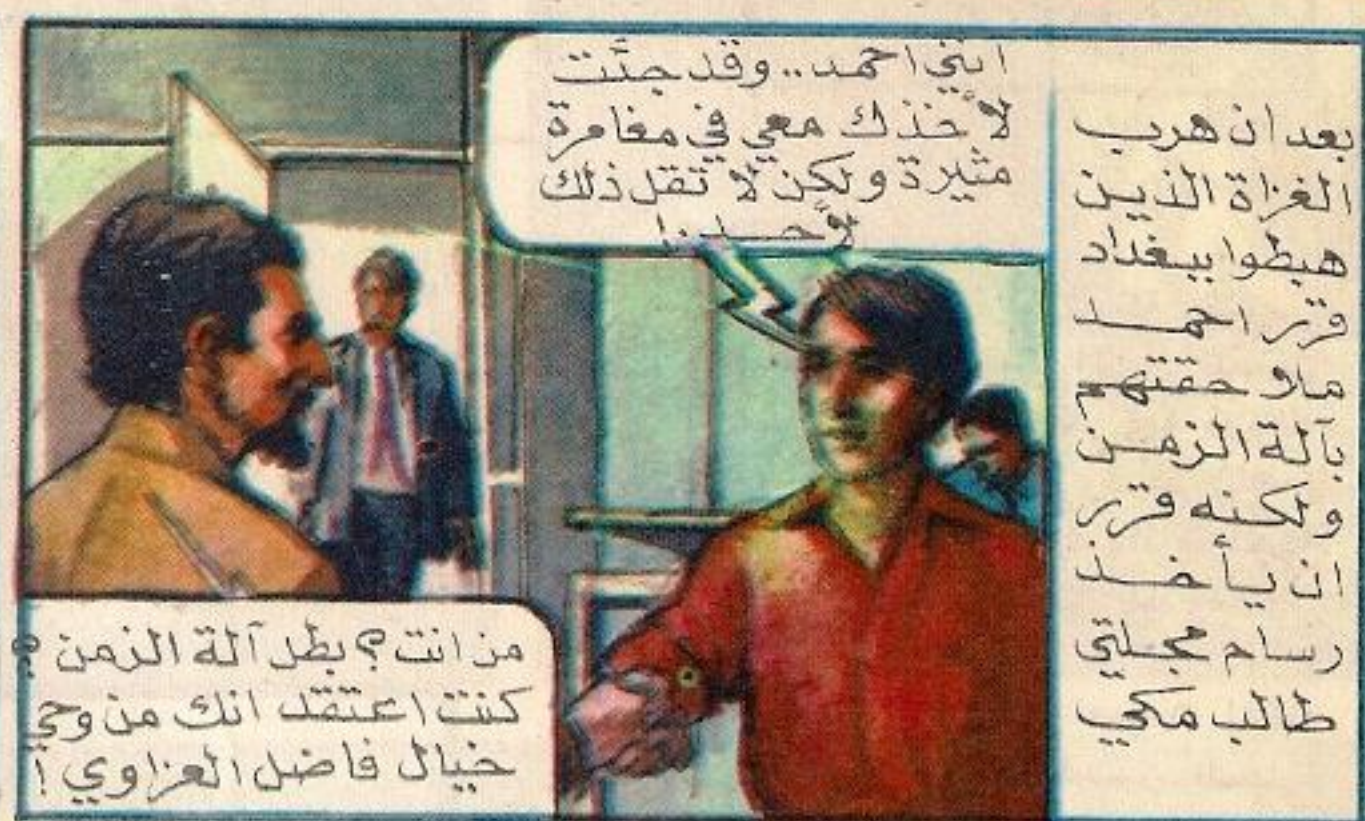 بعد ان هرب
الغزاة الذين
هبطوا ببغداد
قرر احمد
ملاحقتهم
بآلة الزمن
ولكنه قرر
ان يأخذ
رسام مجلتي
طالب مكي
انني احمد.. وقد جئت
لأخذك معي في مغامرة
مثيرة ولكن لا تقل ذلك
لأحد..!
من انت؟ بطل آلة الزمن؟
كنت اعتقد انك من وحي
خيال فاضل العزاوي!